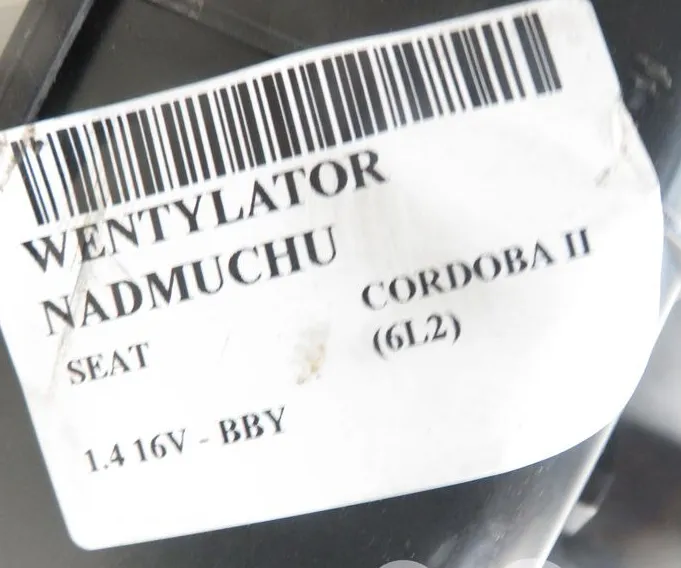 WENTYLATOR
NADMUCHU
SEAT
CORDOBA II
(6L2)
1.4 16V - BBY